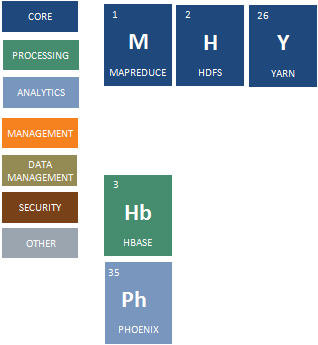 CORE
PROCESSING
ANALYTICS
MANAGEMENT
DATA
MANAGEMENT
SECURITY
OTHER
1
M
MAPREDUCE
2
H
HDFS
26
Y
YARN
3
Hb
HBASE
35
Ph
PHOENIX